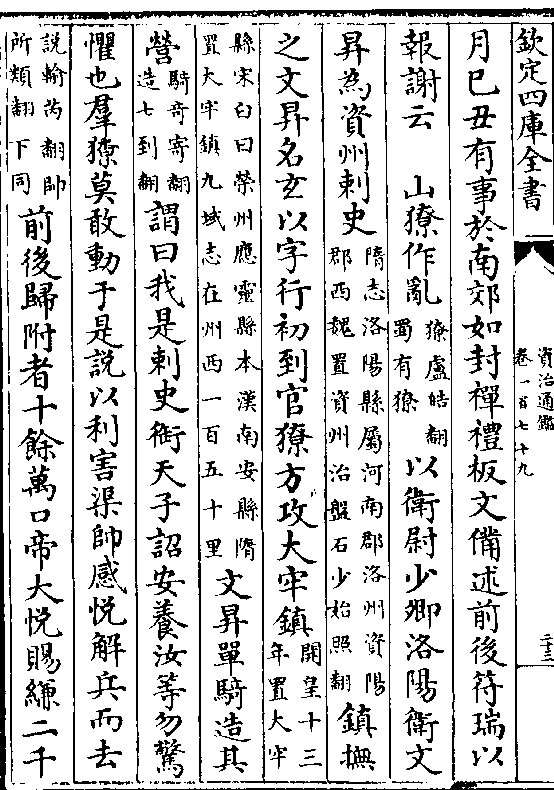 欽定四庫全書
資治通鑑
卷一百七十九
二十三
月巳丑有事於南郊如封禪禮板文備述前後符瑞以
報謝云 山獠作亂獠盧皓翻蜀有獠以衛尉少卿洛陽衛文
昇為資州刺史隋志洛陽縣屬河南郡洛州資陽郡西魏置資州治盤石少始照翻鎮撫
之文昇名玄以字行初到官獠方攻大牢鎮開皇十三年置大牢
縣宋白曰榮州應靈縣本漢南安縣隋置大牢鎮九域志在州西一百五十里文昇單騎造其
營騎奇寄翻造七到翻謂曰我是刺史銜天子詔安養汝等勿驚
懼也羣獠莫敢動于是說以利害渠帥感悅解兵而去
說輸芮翻帥所類翻下同前後歸附者十餘萬口帝大悅賜縑二千